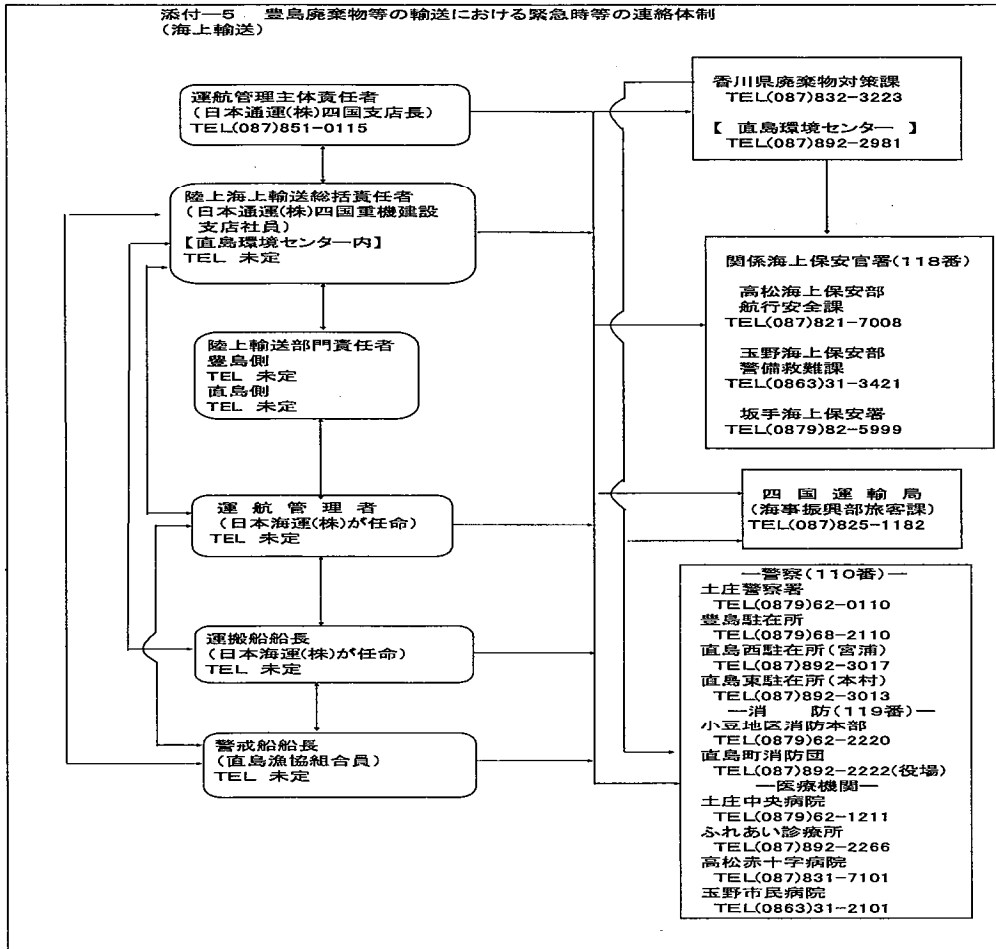 添付―5 豊島廃棄物等の輸送における緊急時等の連絡体制
(海上輸送)
運航管理主体責任者
(日本通運(株)四国支店長)
TEL(087)851-0115
陸上海上輸送総括責任者
(日本通運(株)四国重機建設
支店社員)
【直島環境センター内】
TEL 未定
陸上輸送部門責任者
豊島側
TEL 未定
直島側
TEL 未定
運航管理者
(日本海運(株)が任命)
TEL 未定
運搬船船長
(日本海運(株)が任命)
TEL 未定
警戒船船長
(直島漁協組合員)
TEL 未定
香川県廃棄物対策課
TEL(087)832-3223
【 直島環境センター 】
TEL(087)892-2981
関係海上保安官署(118番)
高松海上保安部
航行安全課
TEL(087)821-7008
玉野海上保安部
警備救難課
TEL(0863)31-3421
坂手海上保安署
TEL(0879)82-5999
四国運輸局
(海事振興部旅客課)
TEL(087)825-1182
―警察(110番)―
土庄警察署
TEL(0879)62-0110
豊島駐在所
TEL(0879)68-2110
直島西駐在所(宮浦)
TEL(087)892-3017
直島東駐在所(本村)
TEL(087)892-3013
―消 防(119番)―
小豆地区消防本部
TEL(0879)62-2220
直島町消防団
TEL(087)892-2222(役場)
―医療機関―
土庄中央病院
TEL(0879)62-1211
ふれあい診療所
TEL(087)892-2266
高松赤十字病院
TEL(087)831-7101
玉野市民病院
TEL(0863)31-2101